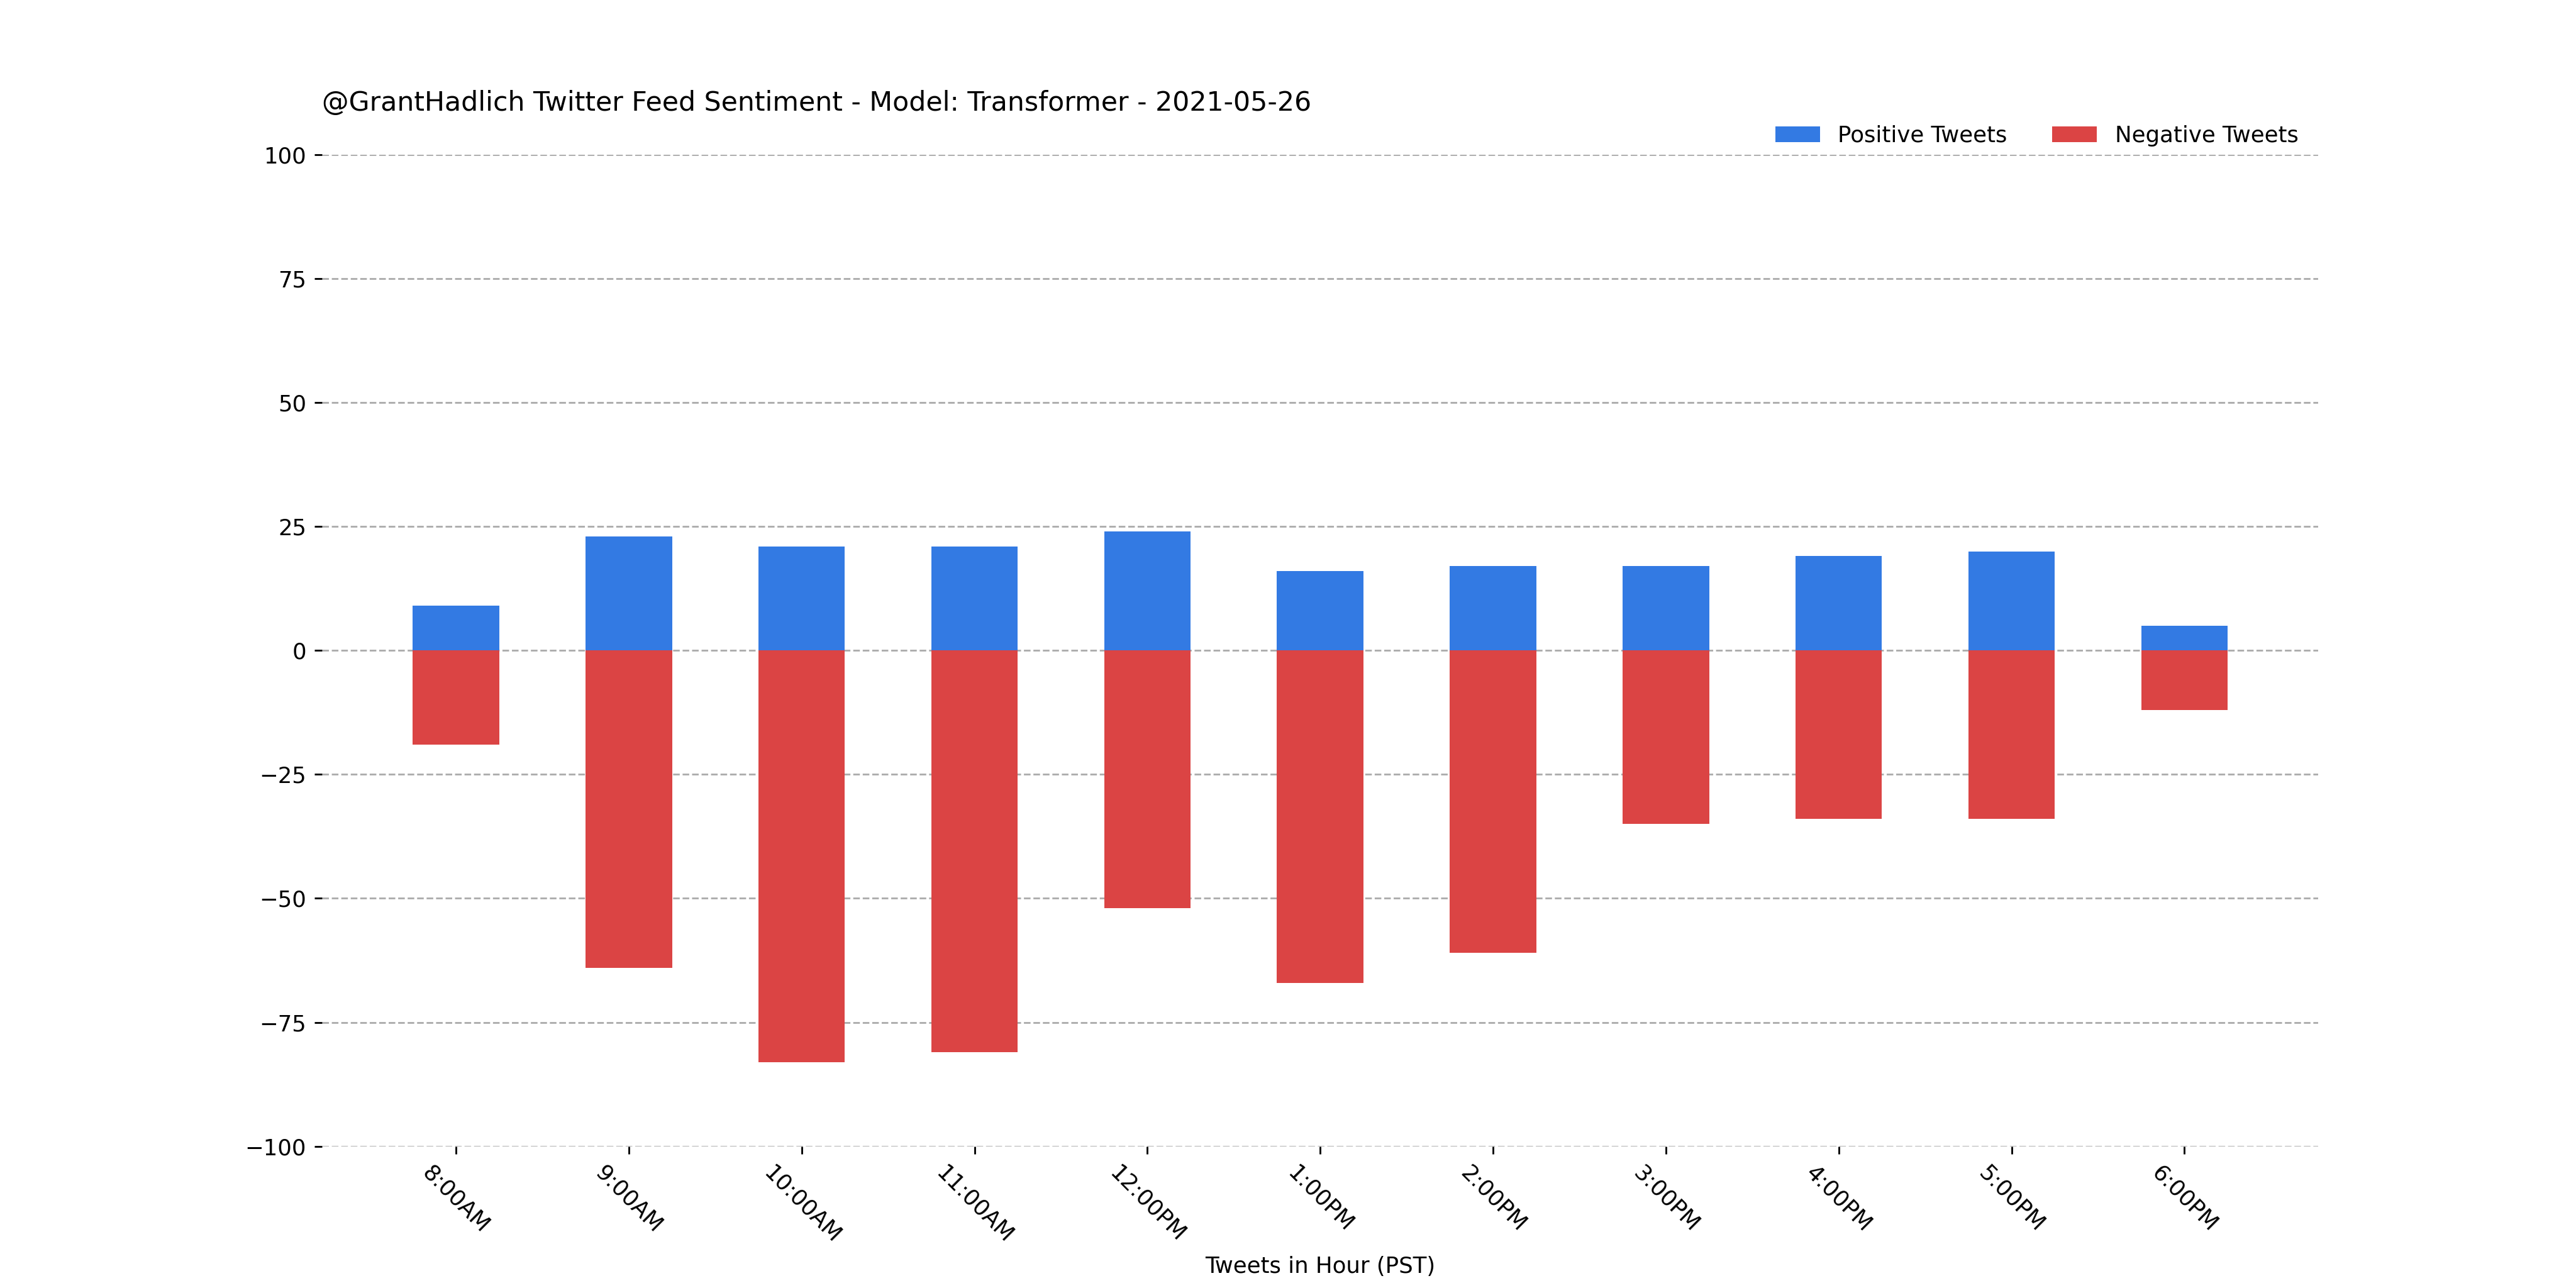 @GrantHadlich Twitter Feed Sentiment - Model: Transformer - 2021-05-26
Positive Tweets Negative Tweets
100
75
50
25
0
−25
−50
−75
−100
8:00AM 9:00AM 10:00AM 11:00AM 12:00PM 1:00PM 2:00PM 3:00PM 4:00PM 5:00PM 6:00PM
Tweets in Hour (PST)